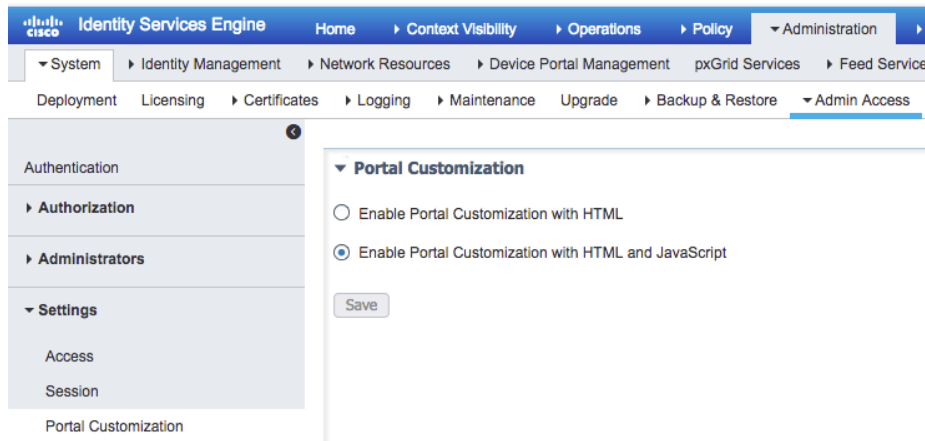 cisco Identity Services Engine Home Context Visibility Operations Policy Administration
System Identity Management Network Resources Device Portal Management pxGrid Services Feed Service
Deployment Licensing Certificates Logging Maintenance Upgrade Backup & Restore Admin Access
Authentication
Authorization
Administrators
Settings
Access
Session
Portal Customization
Portal Customization
Enable Portal Customization with HTML
Enable Portal Customization with HTML and JavaScript
Save